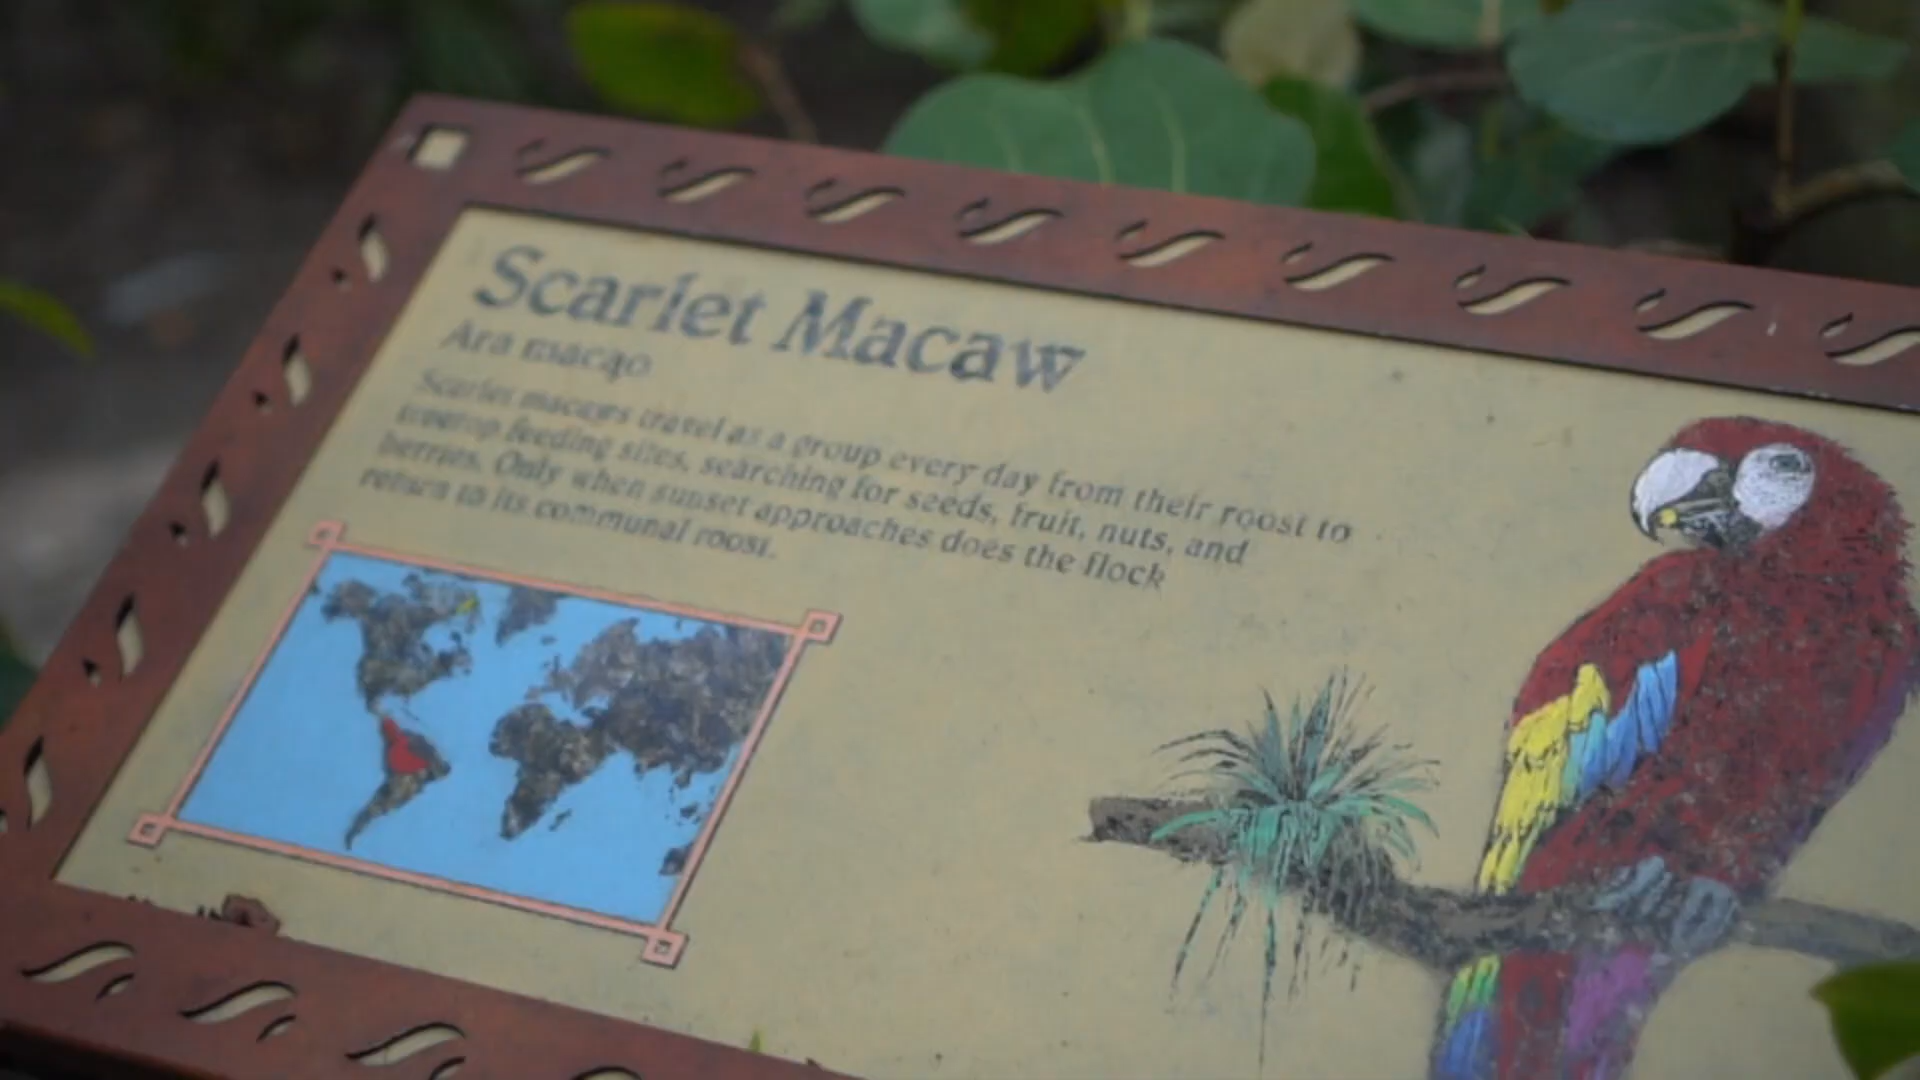 Scarlet Macaw
Ara macao
Scarlet macaws travel as a group every day from their roost to
treetop feeding sites, searching for seeds, fruit, nuts, and
berries. Only when sunset approaches does the flock
return to its communal roost.